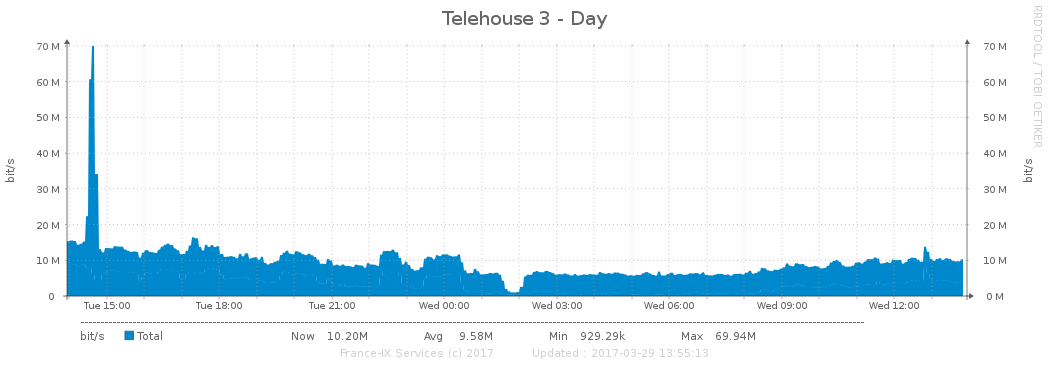 Telehouse 3 - Day
RRDTOOL / TOBI OETIKER
70 M 70 M
60 M 60 M
50 M 50 M
40 M 40 M
30 M 30 M
20 M 20 M
10 M 10 M
0 0 M
bit/s
bit/s
Tue 15:00 Tue 18:00 Tue 21:00 Wed 00:00 Wed 03:00 Wed 06:00 Wed 09:00 Wed 12:00
bit/s Total Now 10.20M Avg 9.58M Min 929.29k Max 69.94M
France-IX Services (c) 2017 Updated : 2017-03-29 13:55:13